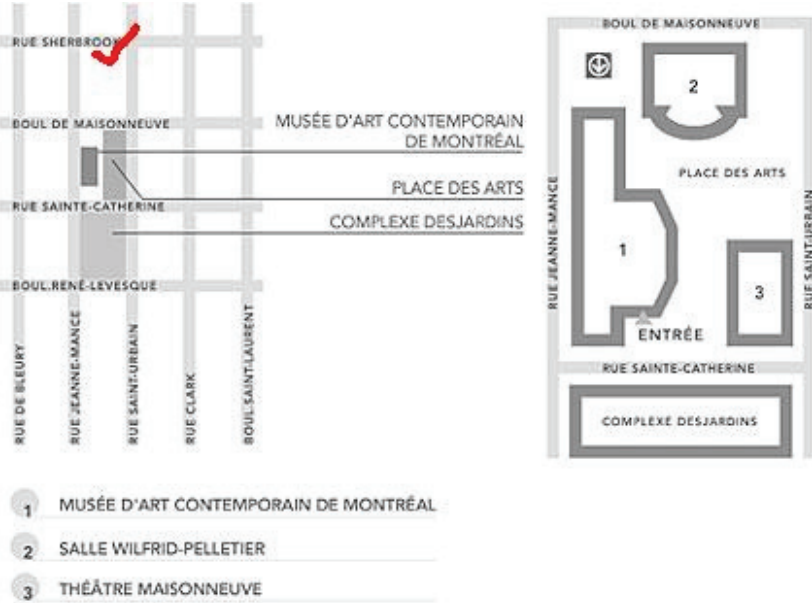 RUE SHERBROOK
BOUL DE MAISONNEUVE
MUSÉE D'ART CONTEMPORAIN
DE MONTRÉAL
PLACE DES ARTS
RUE SAINTE-CATHERINE
COMPLEXE DESJARDINS
BOUL.RENÉ-LEVESQUE
RUE DE BLEURY
RUE JEANNE-MANCE
RUE SAINT-URBAIN
RUE CLARK
BOUL.SAINT-LAURENT
BOUL DE MAISONNEUVE
2
PLACE DES ARTS
RUE JEANNE-MANCE
RUE SAINT-URBAIN
1
3
ENTRÉE
RUE SAINTE-CATHERINE
COMPLEXE DESJARDINS
1 MUSÉE D'ART CONTEMPORAIN DE MONTRÉAL
2 SALLE WILFRID-PELLETIER
3 THÉÂTRE MAISONNEUVE